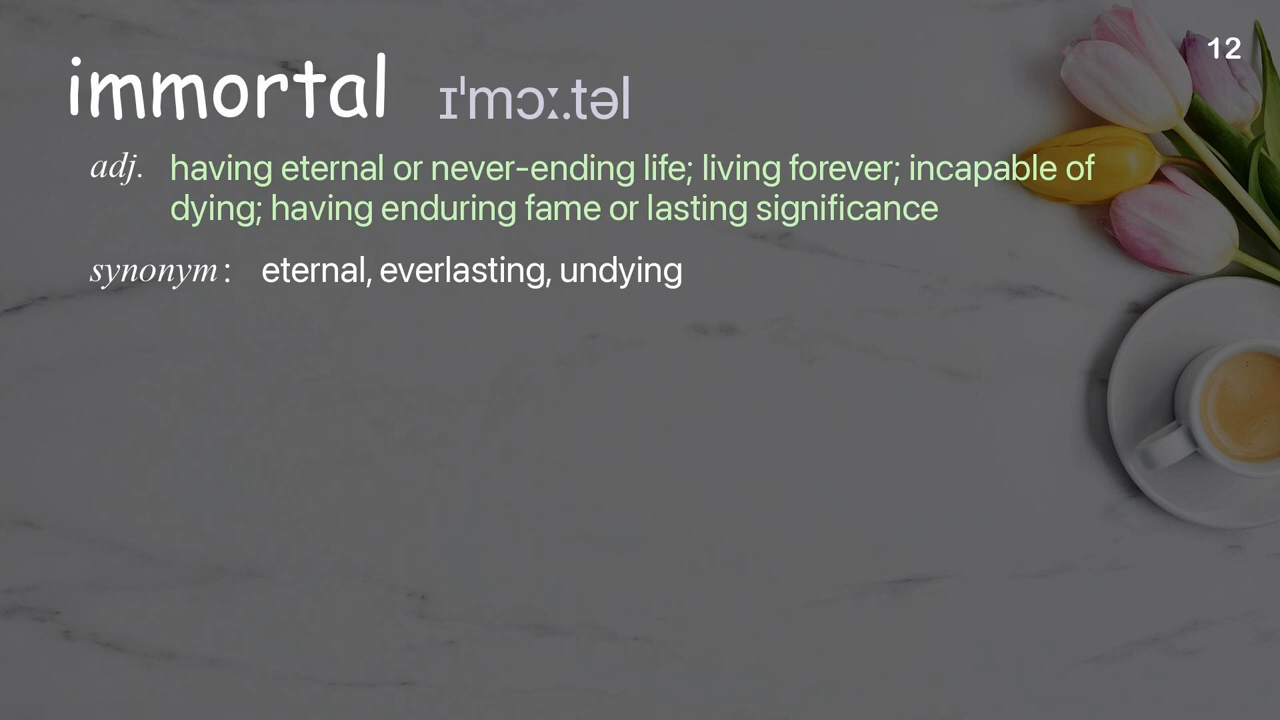 12
immortal ɪˈmɔː.təl
adj. having eternal or never-ending life; living forever; incapable of
dying; having enduring fame or lasting significance
synonym: eternal, everlasting, undying